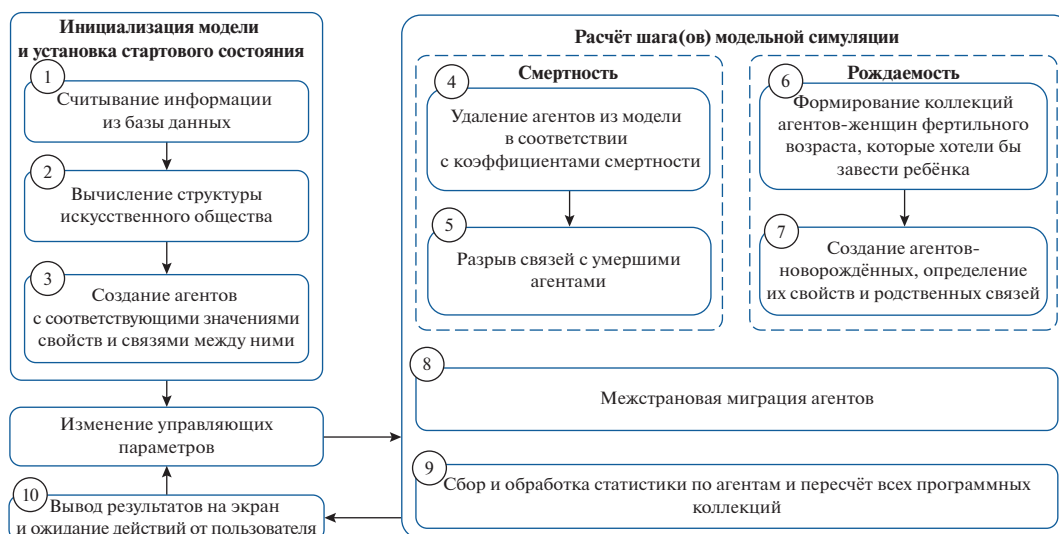 Инициализация модели
и установка стартового состояния
1
Считывание информации
из базы данных
2
Вычисление структуры
искусственного общества
3
Создание агентов
с соответствующими значениями
свойств и связями между ними
Изменение управляющих
параметров
10
Вывод результатов на экран
и ожидание действий от пользователя
Расчёт шага(ов) модельной симуляции
Смертность
4
Удаление агентов из модели
в соответствии
с коэффициентами смертности
5
Разрыв связей с умершими
агентами
Рождаемость
6
Формирование коллекций
агентов-женщин фертильного
возраста, которые хотели бы
завести ребёнка
7
Создание агентов-
новорождённых, определение
их свойств и родственных связей
8
Межстрановая миграция агентов
9
Сбор и обработка статистики по агентам и пересчёт всех программных
коллекций